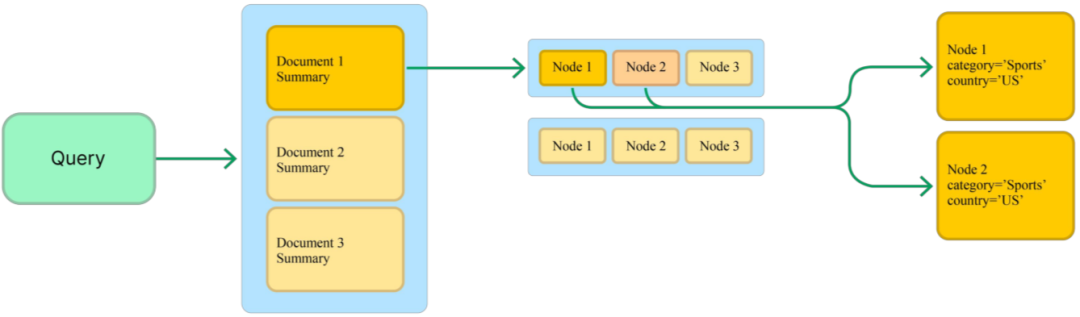 Query
Document 1
Summary
Document 2
Summary
Document 3
Summary
Node 1
Node 2
Node 3
Node 1
Node 2
Node 3
Node 1
category=’Sports’
country=’US’
Node 2
category=’Sports’
country=’US’